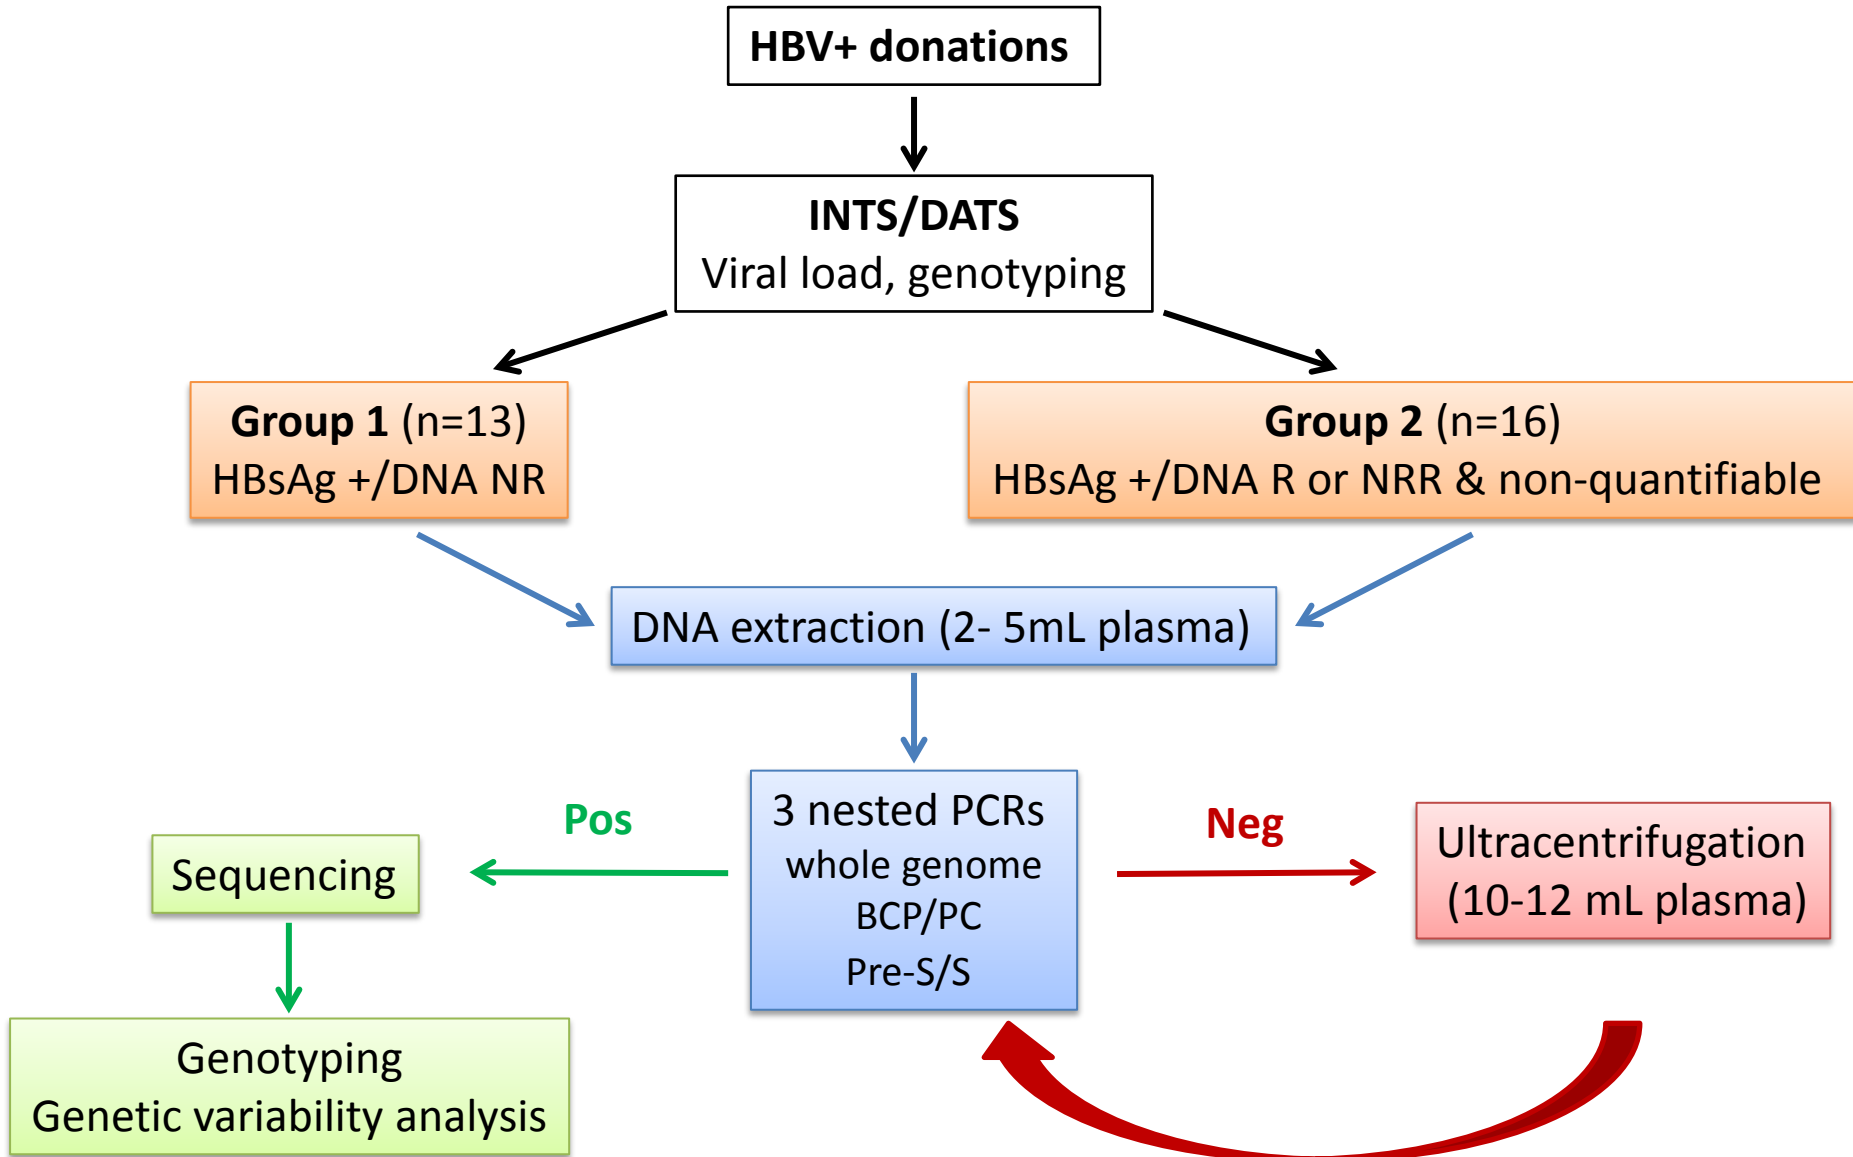 HBV+ donations
INTS/DATS
Viral load, genotyping
Group 1 (n=13)
HBsAg +/DNA NR
Group 2 (n=16)
HBsAg +/DNA R or NRR & non-quantifiable
DNA extraction (2- 5mL plasma)
3 nested PCRs
whole genome
BCP/PC
Pre-S/S
Pos
Neg
Sequencing
Ultracentrifugation
(10-12 mL plasma)
Genotyping
Genetic variability analysis